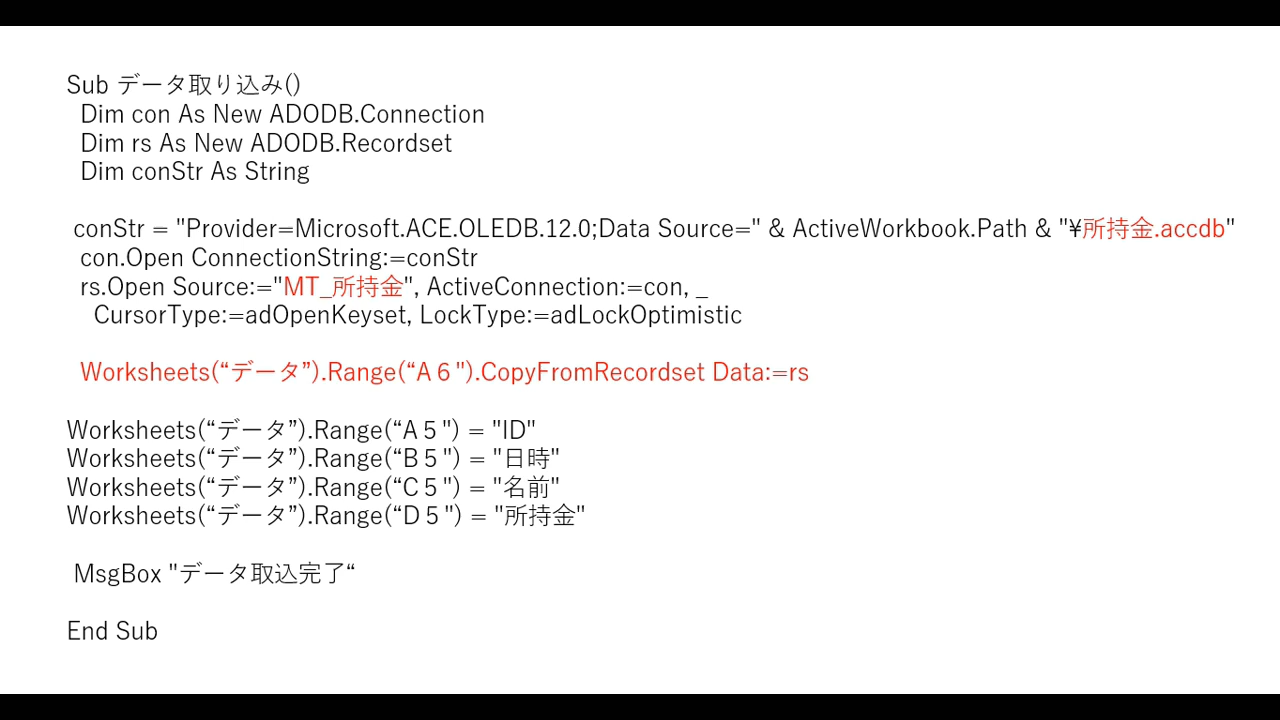 Sub データ取り込み()
Dim con As New ADODB.Connection
Dim rs As New ADODB.Recordset
Dim conStr As String
conStr = "Provider=Microsoft.ACE.OLEDB.12.0;Data Source=" & ActiveWorkbook.Path & "¥所持金.accdb"
con.Open ConnectionString:=conStr
rs.Open Source:="MT_所持金", ActiveConnection:=con, _
CursorType:=adOpenKeyset, LockType:=adLockOptimistic
Worksheets(“データ”).Range(“A６").CopyFromRecordset Data:=rs
Worksheets(“データ”).Range(“A５") = "ID"
Worksheets(“データ”).Range(“B５") = "日時"
Worksheets(“データ”).Range(“C５") = "名前"
Worksheets(“データ”).Range(“D５") = "所持金"
MsgBox "データ取込完了“
End Sub